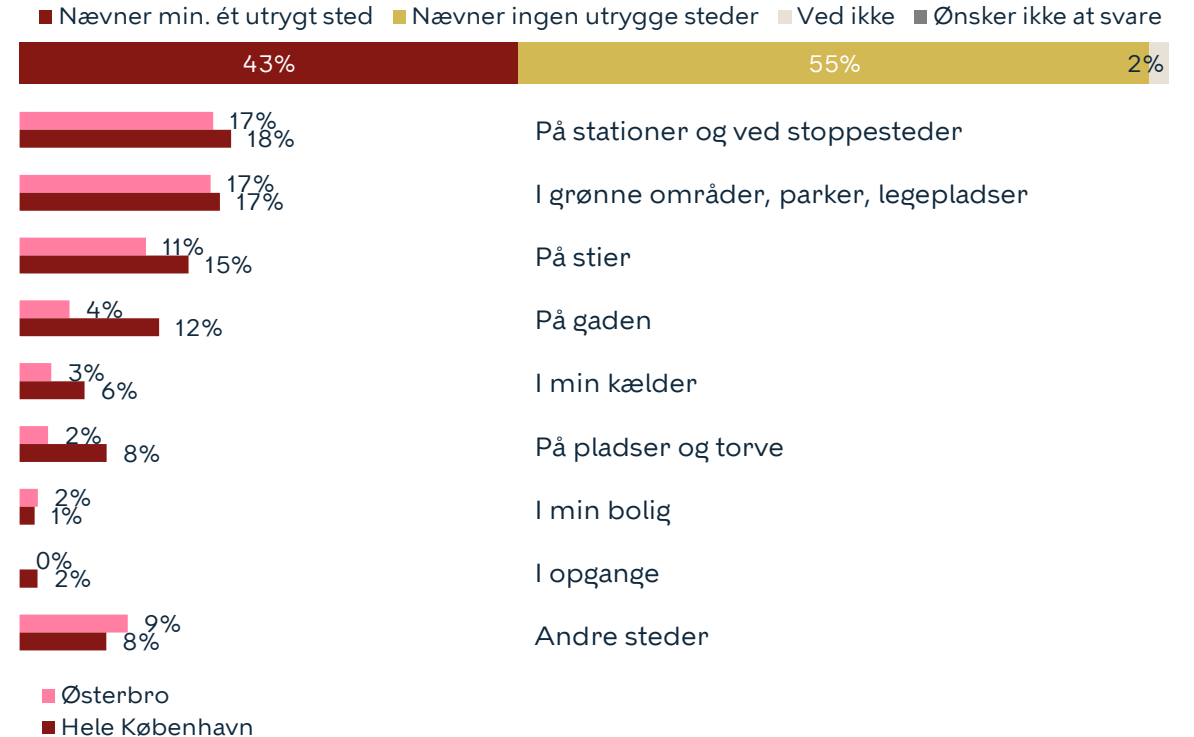 Nævner min. ét utrygt sted Nævner ingen utrygge steder Ved ikke Ønsker ikke at svare
43% 55% 2%
17%
18% På stationer og ved stoppesteder
17%
17% I grønne områder, parker, legepladser
11%
15% På stier
4%
12% På gaden
3%
6% I min kælder
2%
8% På pladser og torve
2%
1% I min bolig
0%
2% I opgange
9%
8% Andre steder
Østerbro
Hele København